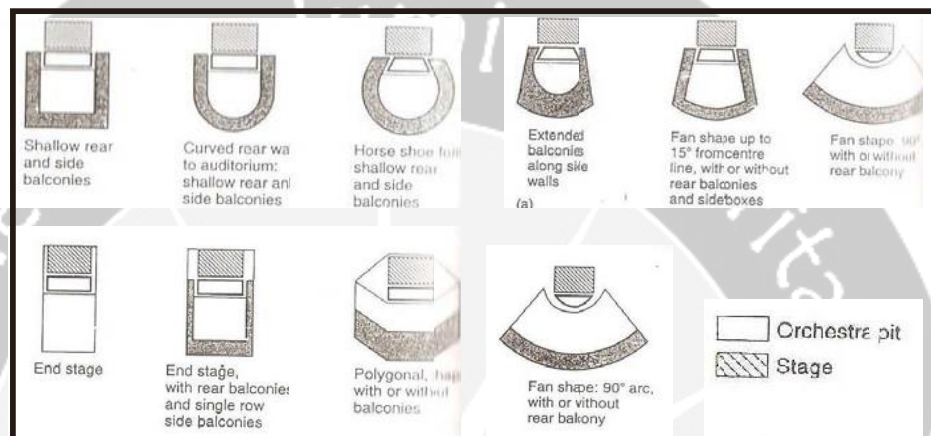 Shallow rear
and side
balconies
Curved rear wa
to auditorium:
shallow rear an
side balconies
Horse shoe
shallow rear
and side
balconies
Extended
balconies
along side
walls
(a)
Fan shape up to
15° from centre
line, with or without
rear balconies
and sideboxes
Fan shape: 90°
with or without
rear balcony
End stage
End stage,
with rear balconies
and single row
side balconies
Polygonal,
with or without
balconies
Fan shape: 90° arc,
with or without
rear balkony
Orchestra pit
Stage